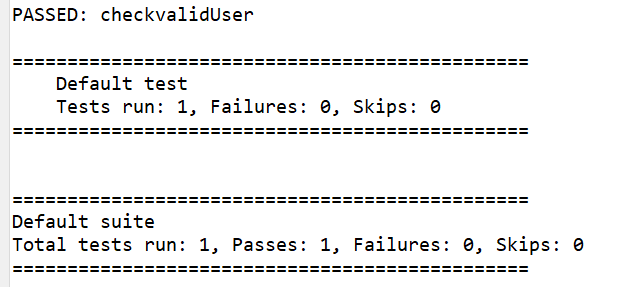 PASSED: checkvalidUser
===============================================
Default test
Tests run: 1, Failures: 0, Skips: 0
===============================================
===============================================
Default suite
Total tests run: 1, Passes: 1, Failures: 0, Skips: 0
===============================================